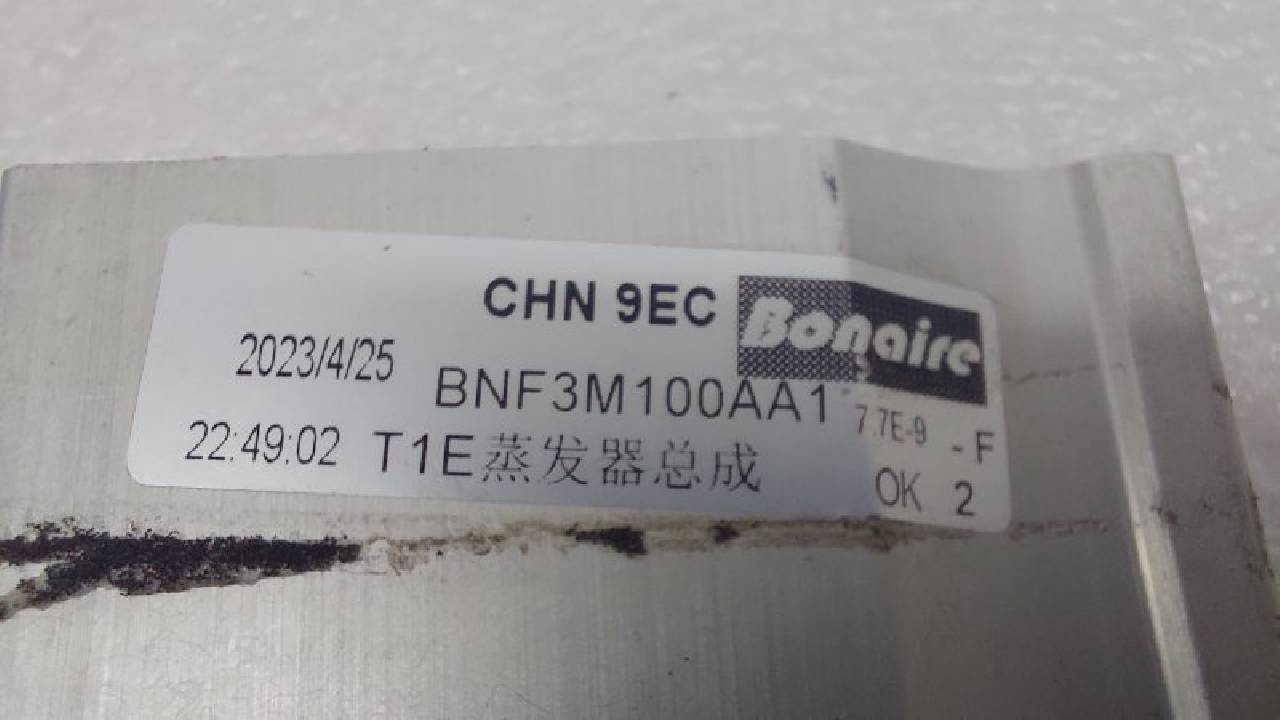 CHN 9EC Bonaire
2023/4/25 BNF3M100AA1 7.7E-9 -F
22:49:02 T1E蒸发器总成 OK 2